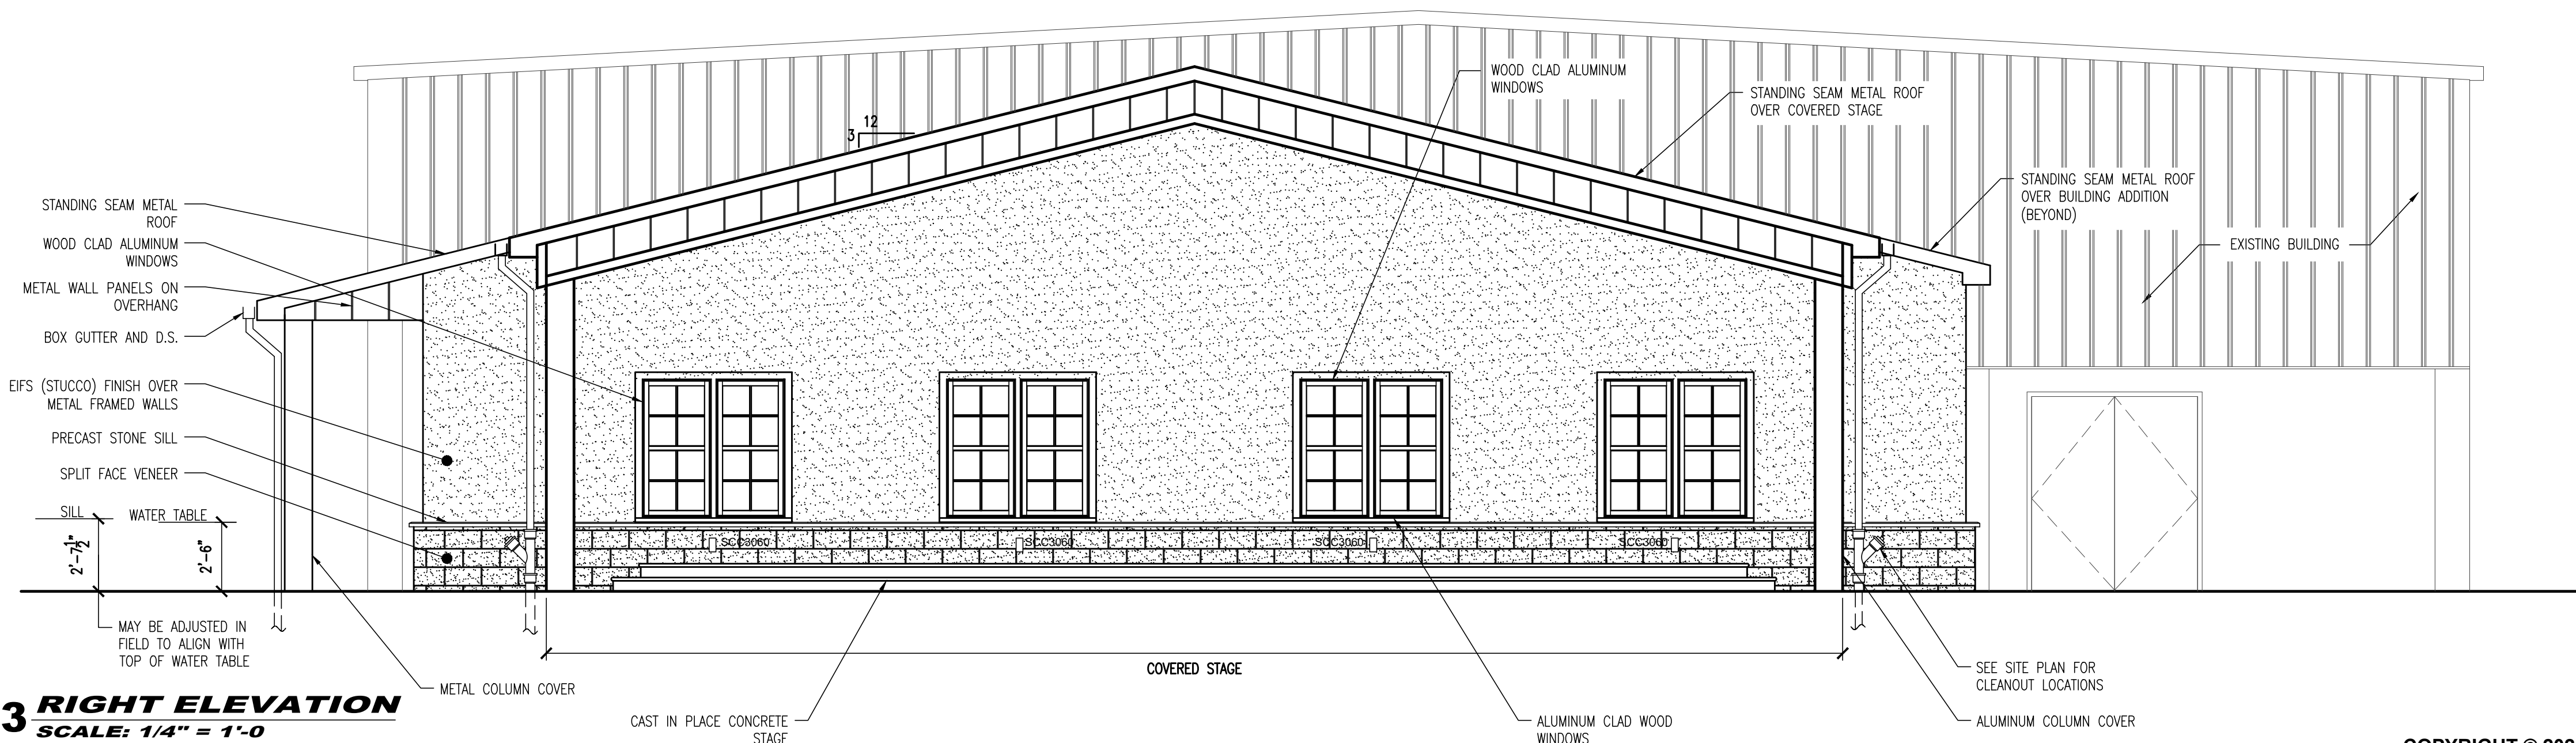 WOOD CLAD ALUMINUM
WINDOWS
STANDING SEAM METAL ROOF
OVER COVERED STAGE
12
3
STANDING SEAM METAL ROOF
OVER BUILDING ADDITION
(BEYOND)
EXISTING BUILDING
STANDING SEAM METAL
ROOF
WOOD CLAD ALUMINUM
WINDOWS
METAL WALL PANELS ON
OVERHANG
BOX GUTTER AND D.S.
EIFS (STUCCO) FINISH OVER
METAL FRAMED WALLS
PRECAST STONE SILL
SPLIT FACE VENEER
SILL
WATER TABLE
2'-7 1/2"
2'-6"
SCC3060
SCC3060
SCC3060
SCC3060
MAY BE ADJUSTED IN
FIELD TO ALIGN WITH
TOP OF WATER TABLE
METAL COLUMN COVER
COVERED STAGE
SEE SITE PLAN FOR
CLEANOUT LOCATIONS
CAST IN PLACE CONCRETE
STAGE
ALUMINUM CLAD WOOD
WINDOWS
ALUMINUM COLUMN COVER
3 RIGHT ELEVATION
SCALE: 1/4" = 1'-0
COPYRIGHT © 202